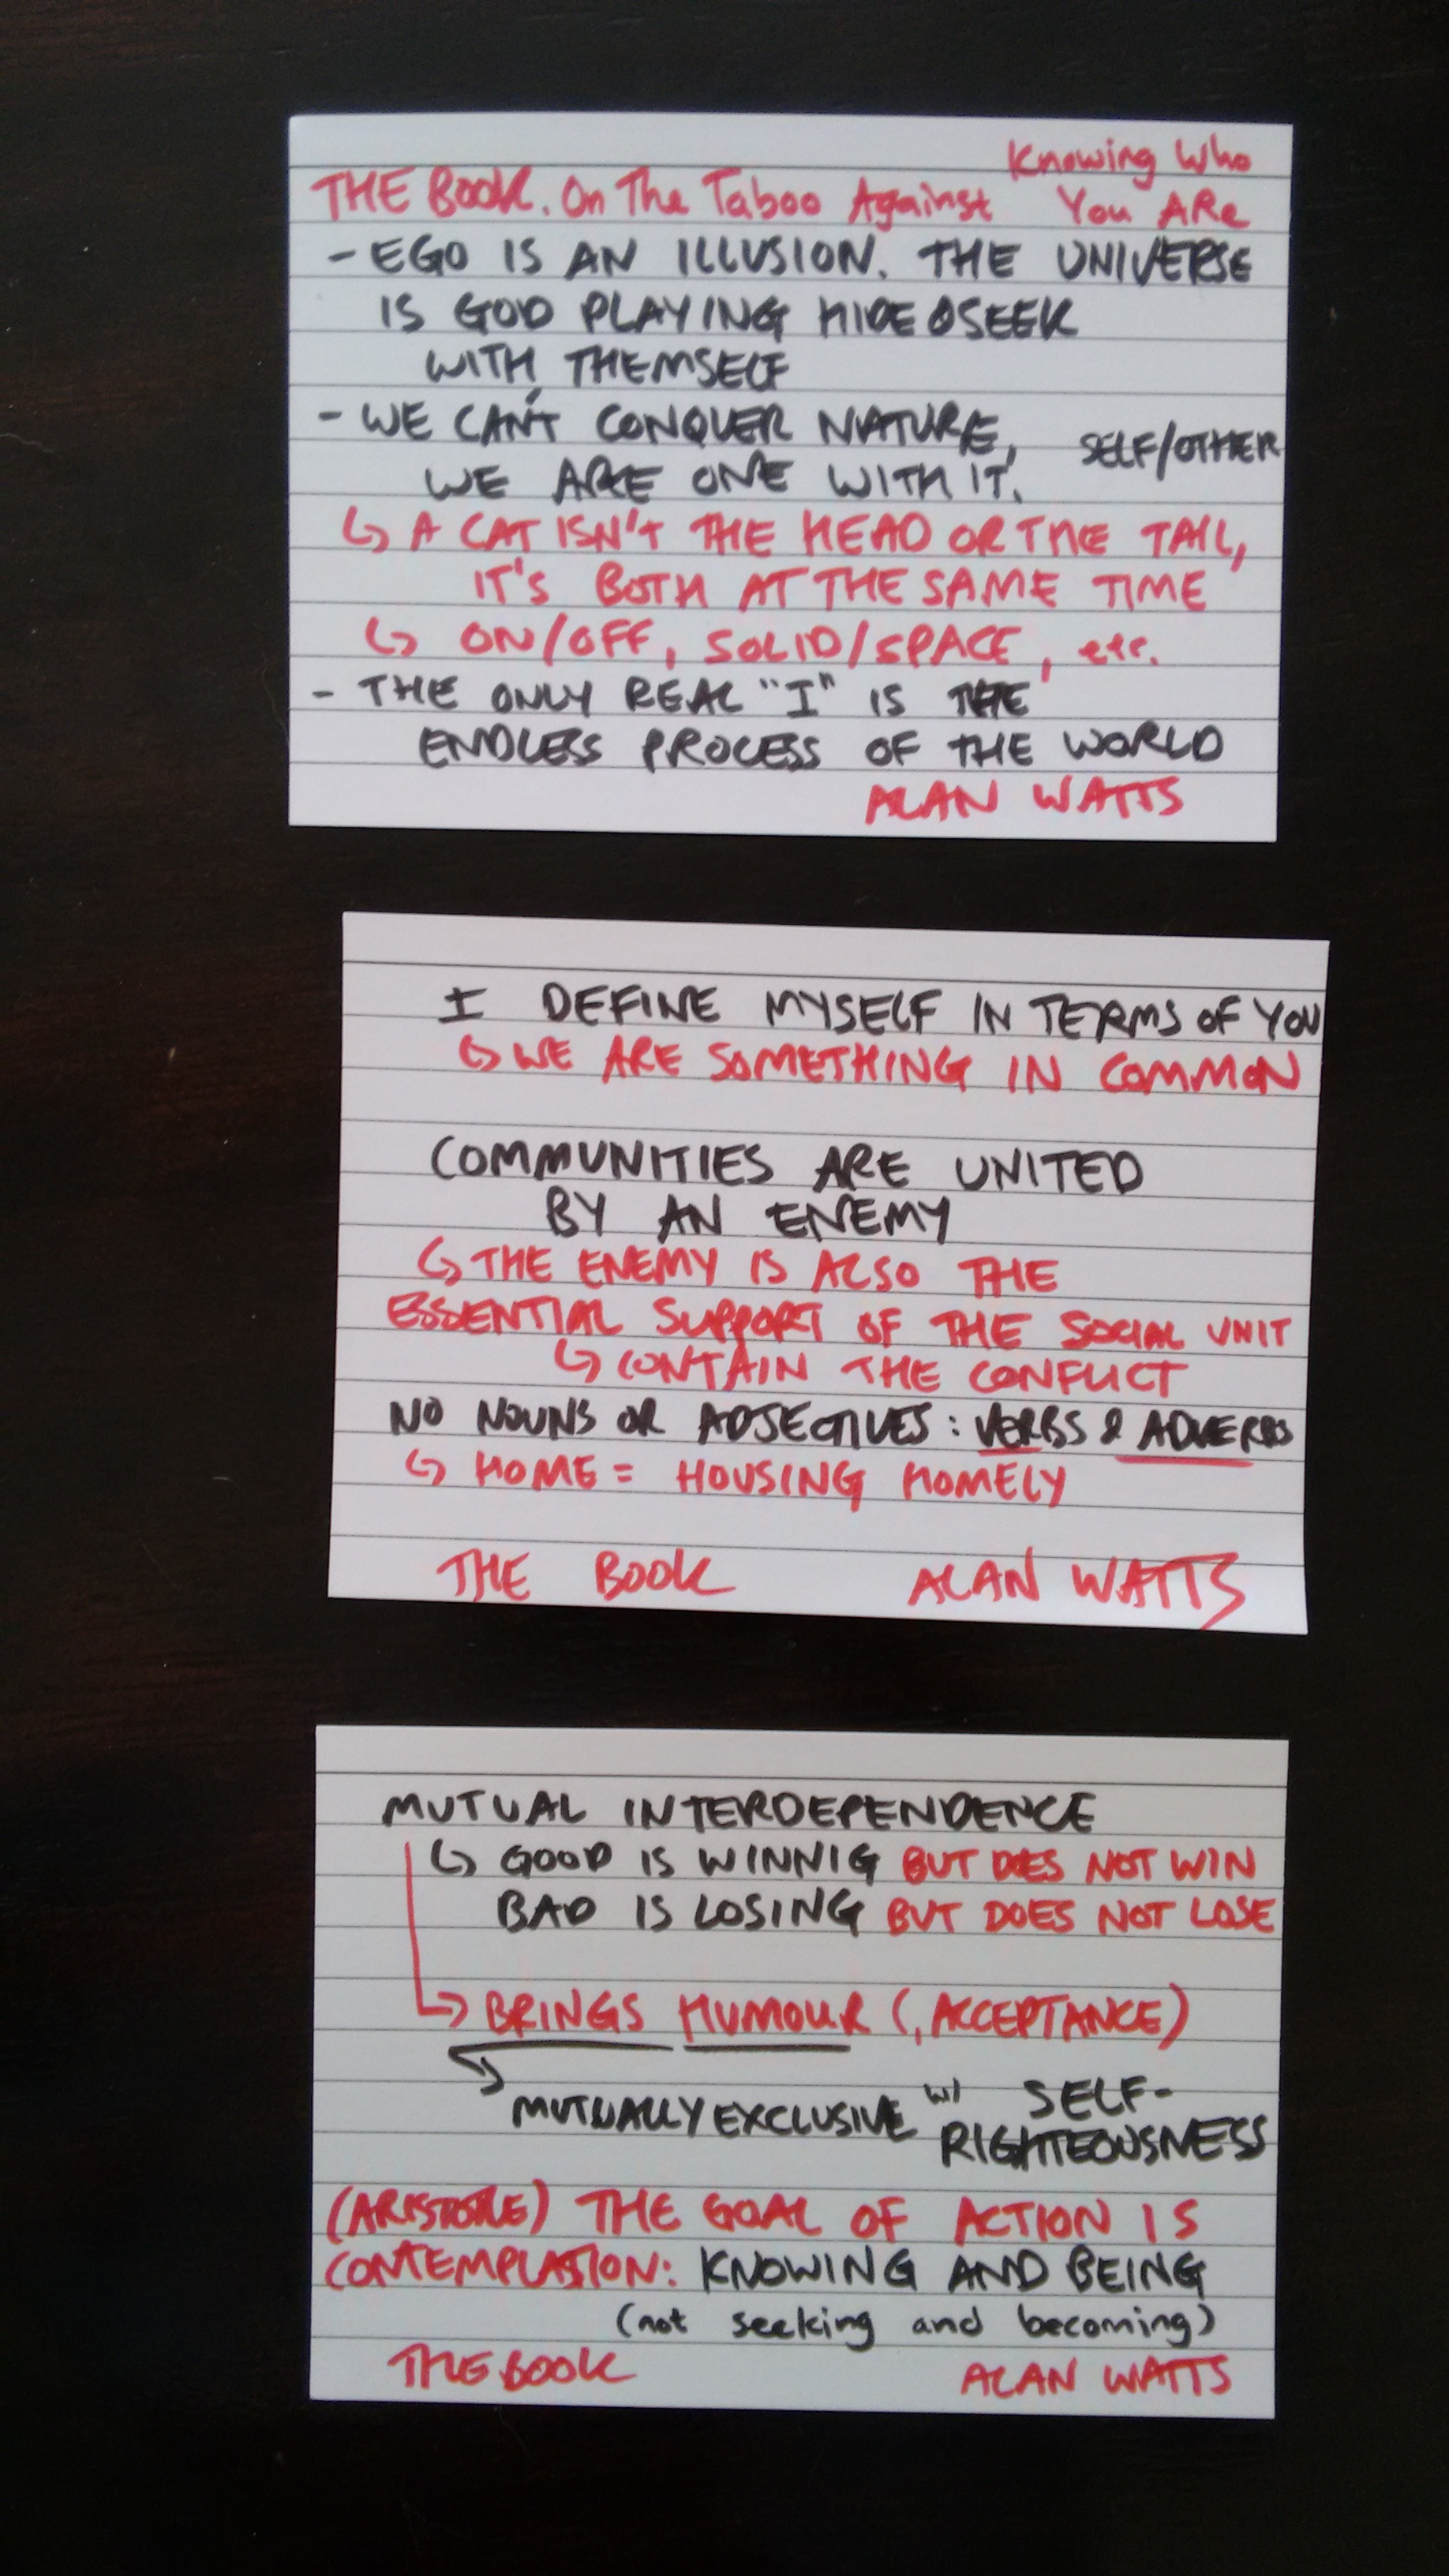 Knowing Who
THE BOOK. On The Taboo Against You ARe
- EGO IS AN ILLUSION. THE UNIVERSE
IS GOD PLAYING HIDE & SEEK
WITH THEMSELF
- WE CAN'T CONQUER NATURE,
SELF/OTHER
WE ARE ONE WITH IT.
↳ A CAT ISN'T THE HEAD OR THE TAIL,
IT'S BOTH AT THE SAME TIME
↳ ON/OFF, SOLID/SPACE, etc.
- THE ONLY REAL "I" IS THE
ENDLESS PROCESS OF THE WORLD
ALAN WATTS
I DEFINE MYSELF IN TERMS OF YOU
↳ WE ARE SOMETHING IN COMMON
COMMUNITIES ARE UNITED
BY AN ENEMY
↳ THE ENEMY IS ALSO THE
ESSENTIAL SUPPORT OF THE SOCIAL UNIT
↳ CONTAIN THE CONFLICT
NO NOUNS OR ADJECTIVES: VERBS & ADVERBS
↳ HOME = HOUSING HOMELY
THE BOOK ALAN WATTS
MUTUAL INTERDEPENDENCE
↳ GOOD IS WINNIG BUT DOES NOT WIN
BAD IS LOSING BUT DOES NOT LOSE
↳ BRINGS HUMOUR (, ACCEPTANCE)
MUTUALLY EXCLUSIVE w/ SELF-
RIGHTEOUSNESS
(ARISTOTLE) THE GOAL OF ACTION IS
CONTEMPLATION: KNOWING AND BEING
(not seeking and becoming)
THE BOOK ALAN WATTS